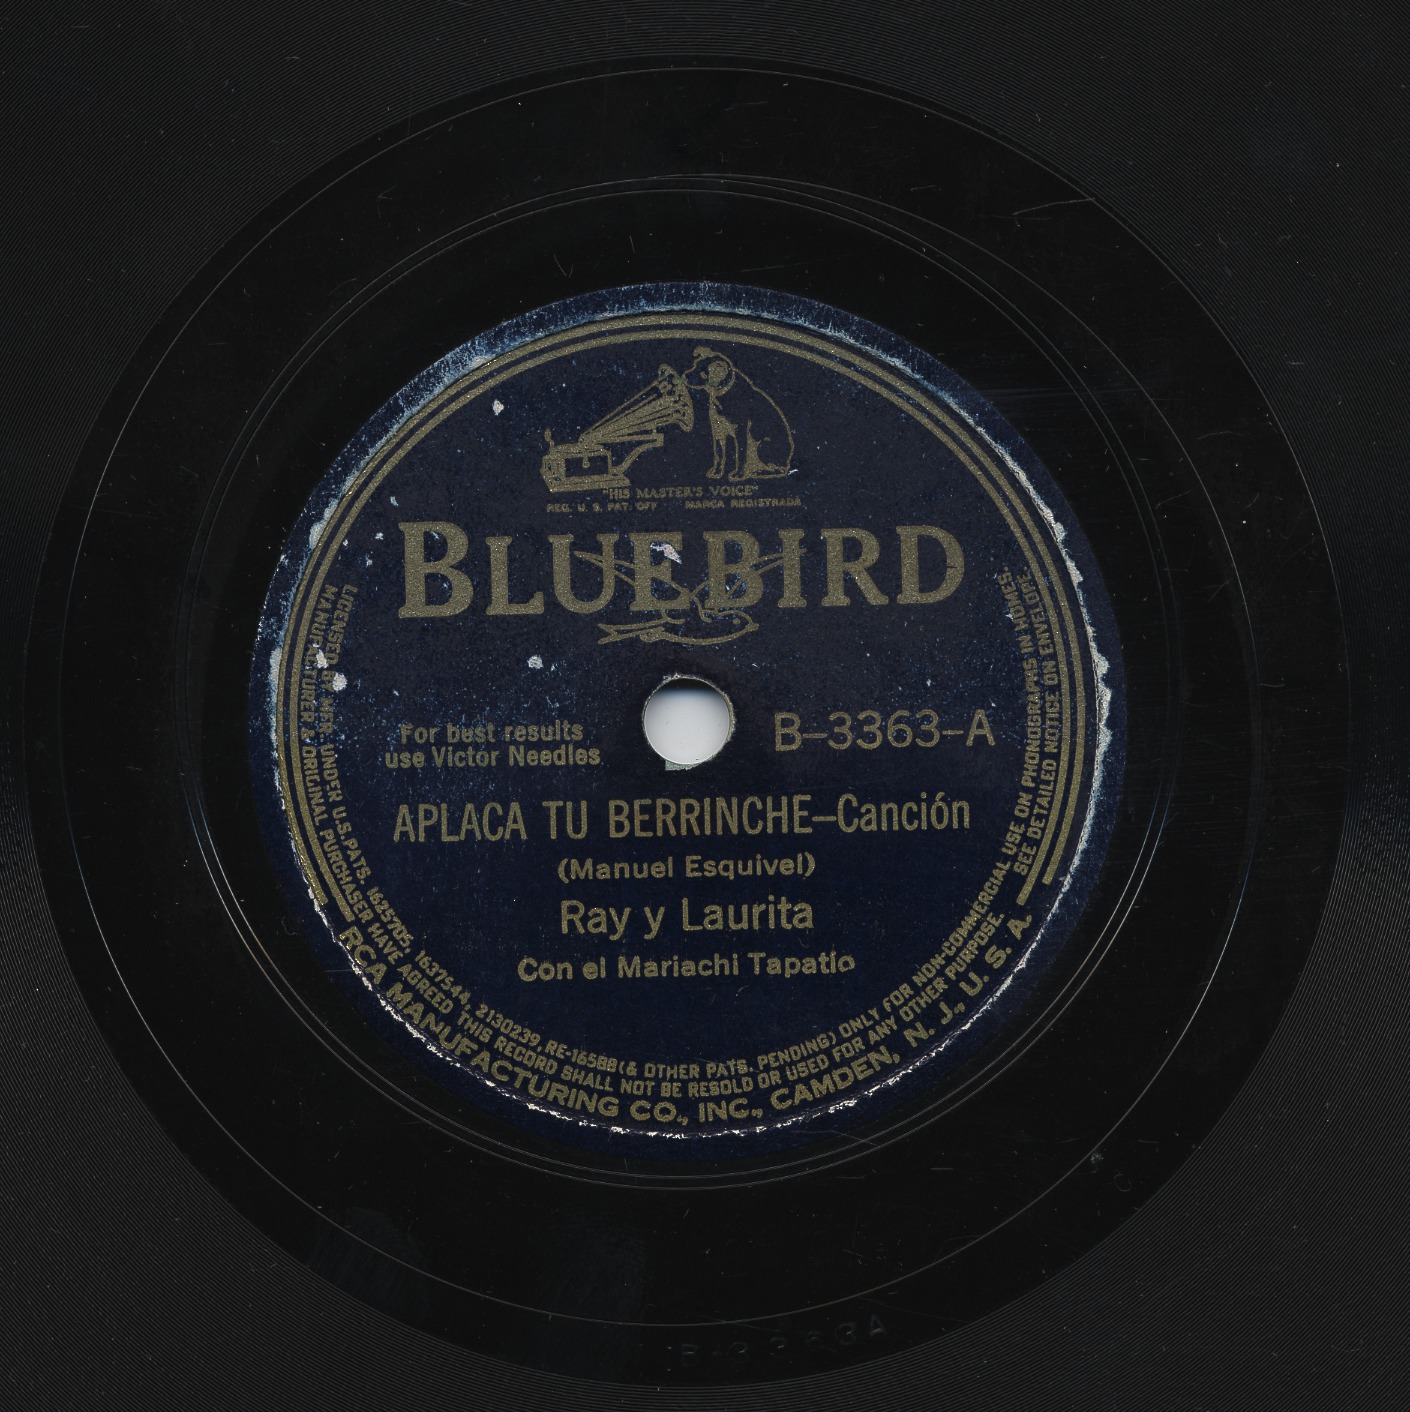 "HIS MASTER'S VOICE"
REG. U. S. PAT. OFF MARCA REGISTRADA
BLUEBIRD
For best results
use Victor Needles
B-3363-A
APLACA TU BERRINCHE-Canción
(Manuel Esquivel)
Ray y Laurita
Con el Mariachi Tapatío
LICENSED BY MFR. UNDER U.S. PATS. 1625705, 1637544, 2130239, RE-16588 (& OTHER PATS. PENDING) ONLY FOR NON-COMMERCIAL USE ON PHONOGRAPHS IN HOMES.
MANUFACTURER & ORIGINAL PURCHASER HAVE AGREED THIS RECORD SHALL NOT BE RESOLD OR USED FOR ANY OTHER PURPOSE. SEE DETAILED NOTICE ON ENVELOPE.
RCA MANUFACTURING CO., INC., CAMDEN, N. J., U. S. A.
B-3363A